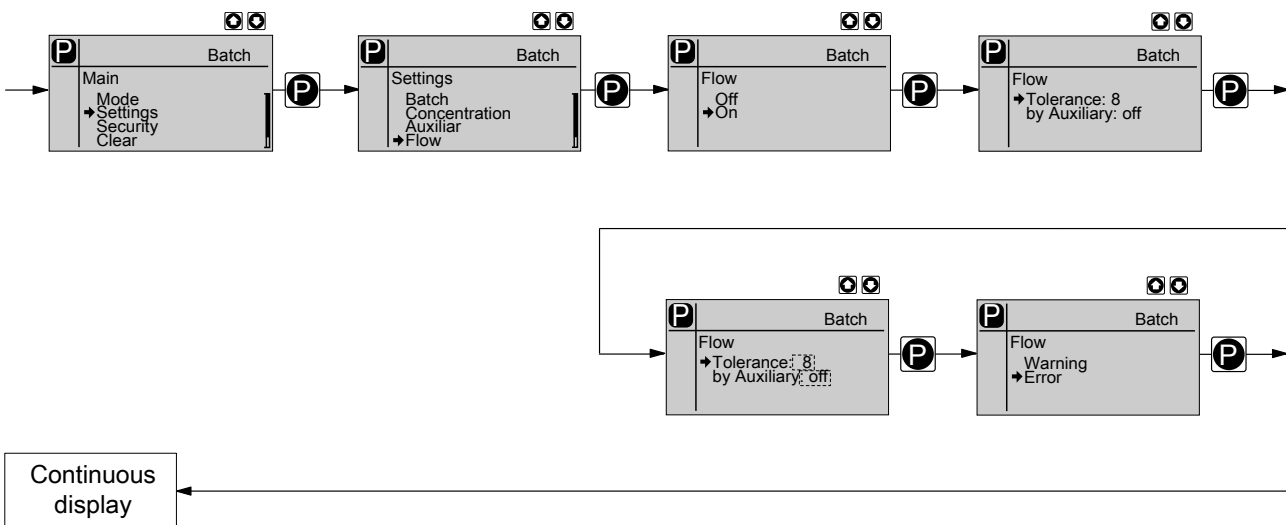 P
Batch
Main
Mode
Settings
Security
Clear
P
P
Batch
Settings
Batch
Concentration
Auxiliar
Flow
P
P
Batch
Flow
Off
On
P
P
Batch
Flow
Tolerance: 8
by Auxiliary: off
P
P
Batch
Flow
Tolerance: 8
by Auxiliary: off
P
P
Batch
Flow
Warning
Error
P
Continuous
display